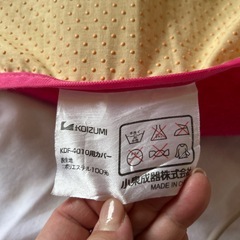 KOIZUMI
KDF-4010用カバー
表生地
ポリエステル100%
小泉成器株式会社
MADE IN C